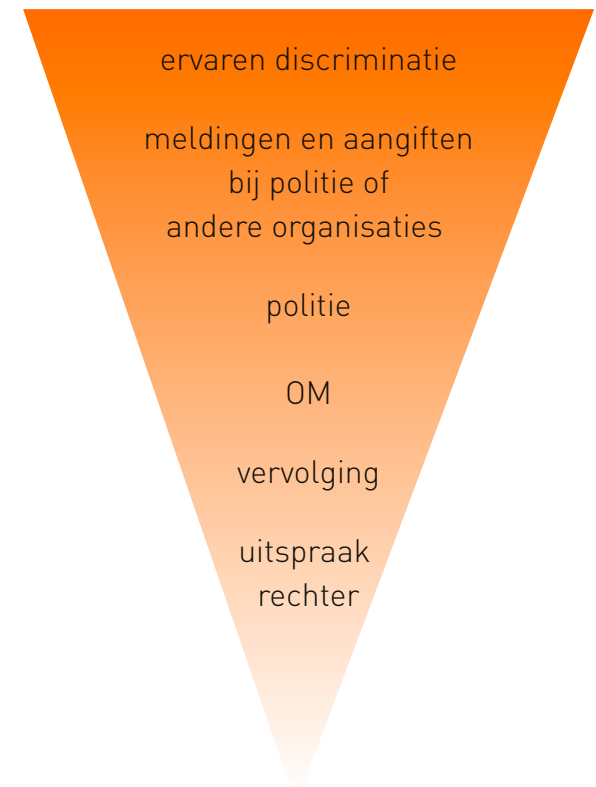 ervaren discriminatie
meldingen en aangiften
bij politie of
andere organisaties
politie
OM
vervolging
uitspraak
rechter